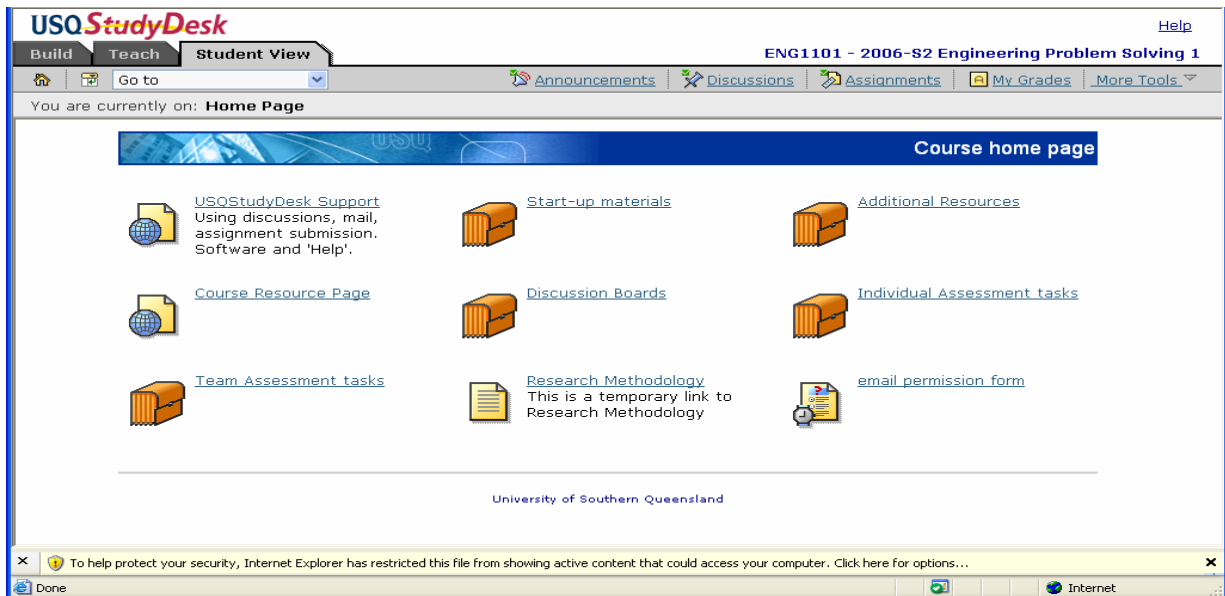 USQStudyDesk
Help
Build Teach Student View
ENG1101 - 2006-S2 Engineering Problem Solving 1
Go to
Announcements Discussions Assignments My Grades More Tools
You are currently on: Home Page
USQ
Course home page
USQStudyDesk Support
Using discussions, mail,
assignment submission.
Software and 'Help'.
Start-up materials
Additional Resources
Course Resource Page
Discussion Boards
Individual Assessment tasks
Team Assessment tasks
Research Methodology
This is a temporary link to
Research Methodology
email permission form
University of Southern Queensland
To help protect your security, Internet Explorer has restricted this file from showing active content that could access your computer. Click here for options...
Done
Internet